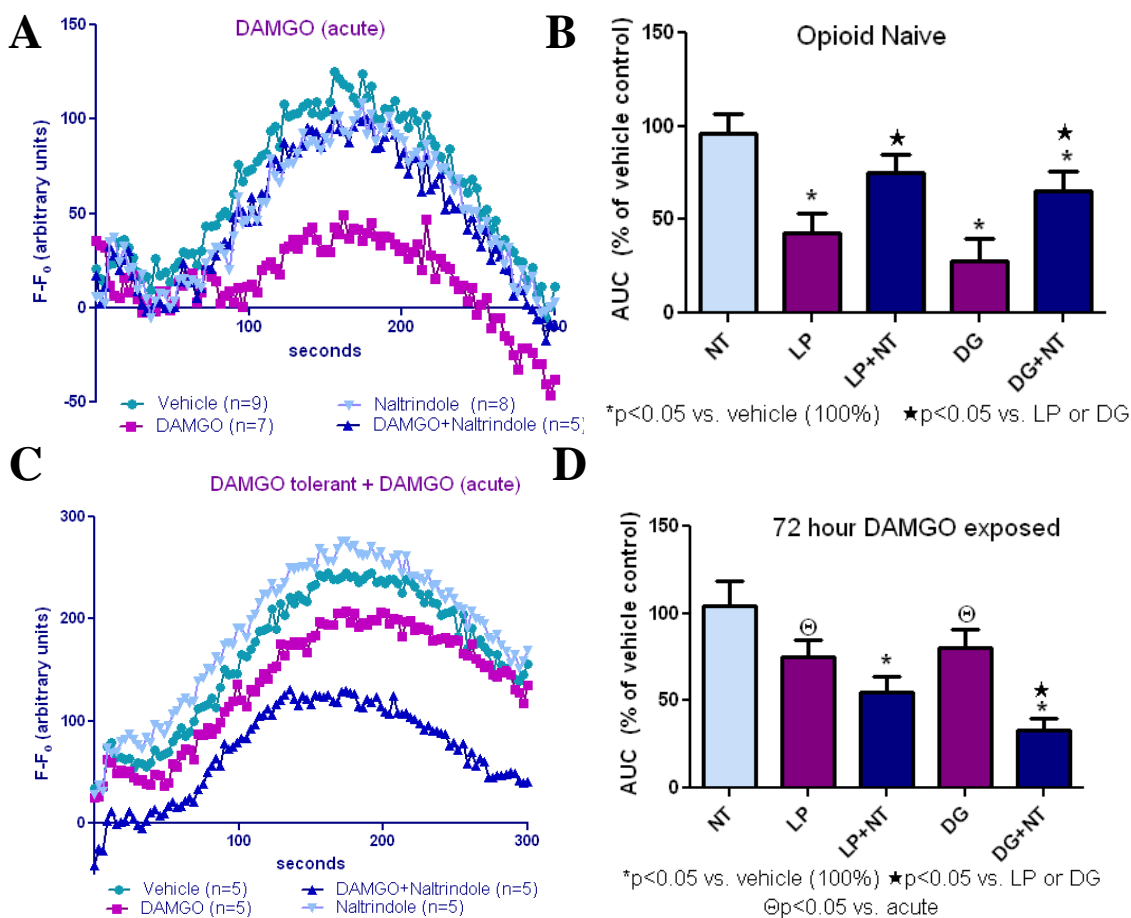 A
DAMGO (acute)
150
100
50
0
-50
F-F₀ (arbitrary units)
100
200
seconds
Vehicle (n=9)
Naltrindole (n=8)
DAMGO (n=7)
DAMGO+Naltrindole (n=5)
B
Opioid Naive
150
100
50
0
AUC (% of vehicle control)
*
★
*
★
*
NT
LP
LP+NT
DG
DG+NT
*p<0.05 vs. vehicle (100%) ★p<0.05 vs. LP or DG
C
DAMGO tolerant + DAMGO (acute)
300
200
100
0
F-F₀ (arbitrary units)
100
200
300
seconds
Vehicle (n=5)
DAMGO+Naltrindole (n=5)
DAMGO (n=5)
Naltrindole (n=5)
D
72 hour DAMGO exposed
150
100
50
0
AUC (% of vehicle control)
Θ
*
Θ
★
*
NT
LP
LP+NT
DG
DG+NT
*p<0.05 vs. vehicle (100%) ★p<0.05 vs. LP or DG
Θp<0.05 vs. acute